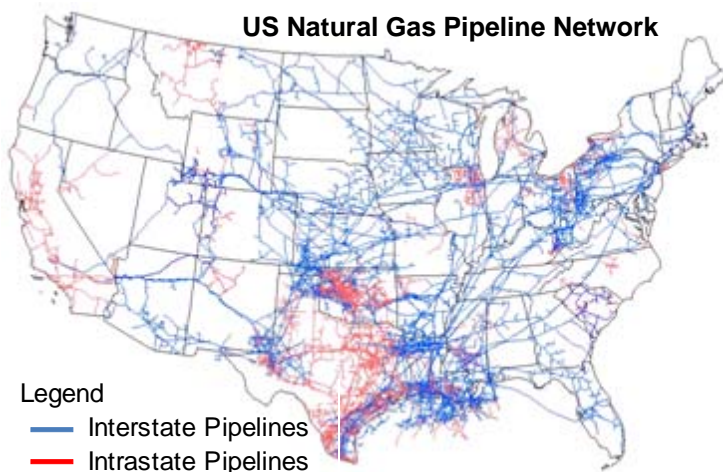 US Natural Gas Pipeline Network
Legend
Interstate Pipelines
Intrastate Pipelines